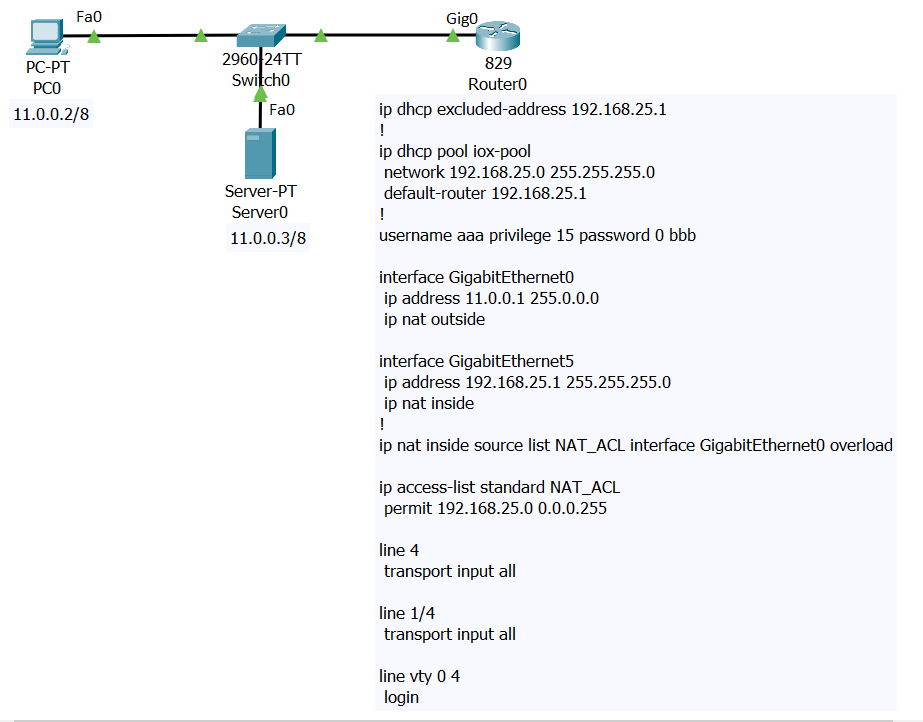 Fa0
Gig0
PC-PT
PC0
11.0.0.2/8
2960-24TT
Switch0
829
Router0
Fa0
Server-PT
Server0
11.0.0.3/8
ip dhcp excluded-address 192.168.25.1
!
ip dhcp pool iox-pool
network 192.168.25.0 255.255.255.0
default-router 192.168.25.1
!
username aaa privilege 15 password 0 bbb
interface GigabitEthernet0
ip address 11.0.0.1 255.0.0.0
ip nat outside
interface GigabitEthernet5
ip address 192.168.25.1 255.255.255.0
ip nat inside
!
ip nat inside source list NAT_ACL interface GigabitEthernet0 overload
ip access-list standard NAT_ACL
permit 192.168.25.0 0.0.0.255
line 4
transport input all
line 1/4
transport input all
line vty 0 4
login